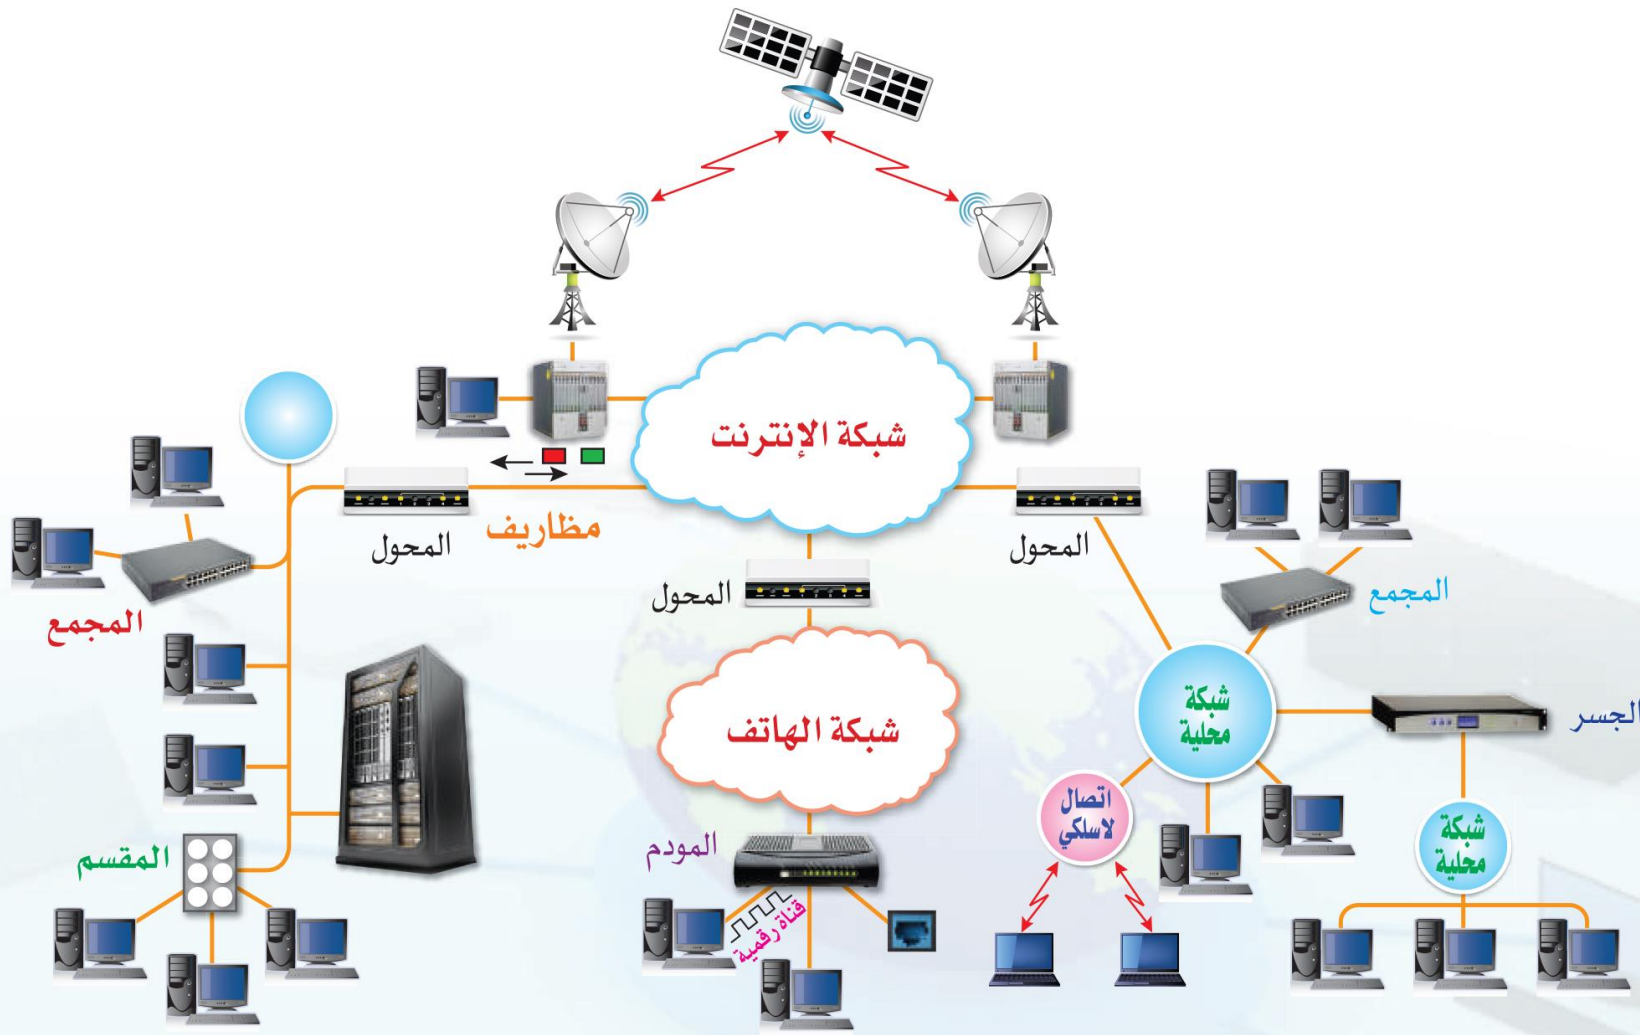 شبكة الإنترنت
مظاريف
المحول
المحول
المحول
المجمع
المجمع
شبكة الهاتف
شبكة
محلية
الجسر
اتصال
لاسلكي
شبكة
محلية
المودم
قناة رقمية
المقسم